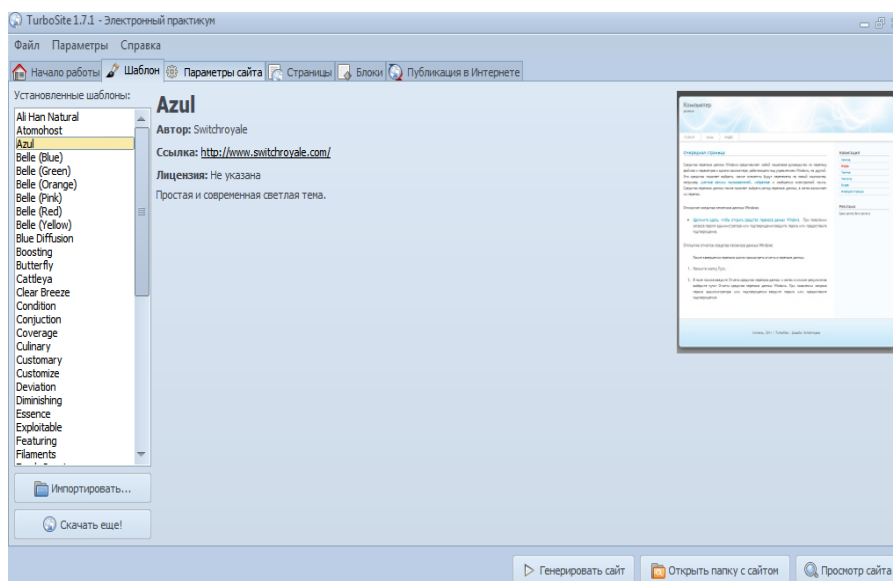 TurboSite 1.7.1 - Электронный практикум
Файл Параметры Справка
Начало работы Шаблон Параметры сайта Страницы Блоки Публикация в Интернете
Установленные шаблоны:
Ali Han Natural
Atomohost
Azul
Belle (Blue)
Belle (Green)
Belle (Orange)
Belle (Pink)
Belle (Red)
Belle (Yellow)
Blue Diffusion
Boosting
Butterfly
Cattleya
Clear Breeze
Condition
Conjuction
Coverage
Culinary
Customary
Customize
Deviation
Diminishing
Essence
Exploitable
Featuring
Filaments
Импортировать...
Скачать еще!
Azul
Автор: Switchroyale
Ссылка: http://www.switchroyale.com/
Лицензия: Не указана
Простая и современная светлая тема.
Компьютер
Очередная страница
Навигация
Генерировать сайт Открыть папку с сайтом Просмотр сайта